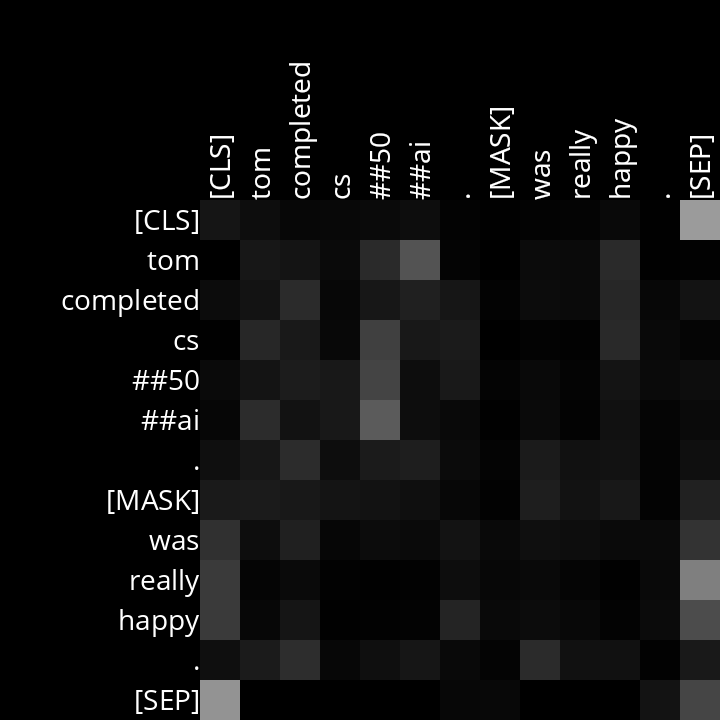 [CLS] tom completed cs ##50 ##ai . [MASK] was really happy . [SEP]
[CLS]
tom
completed
cs
##50
##ai
.
[MASK]
was
really
happy
.
[SEP]